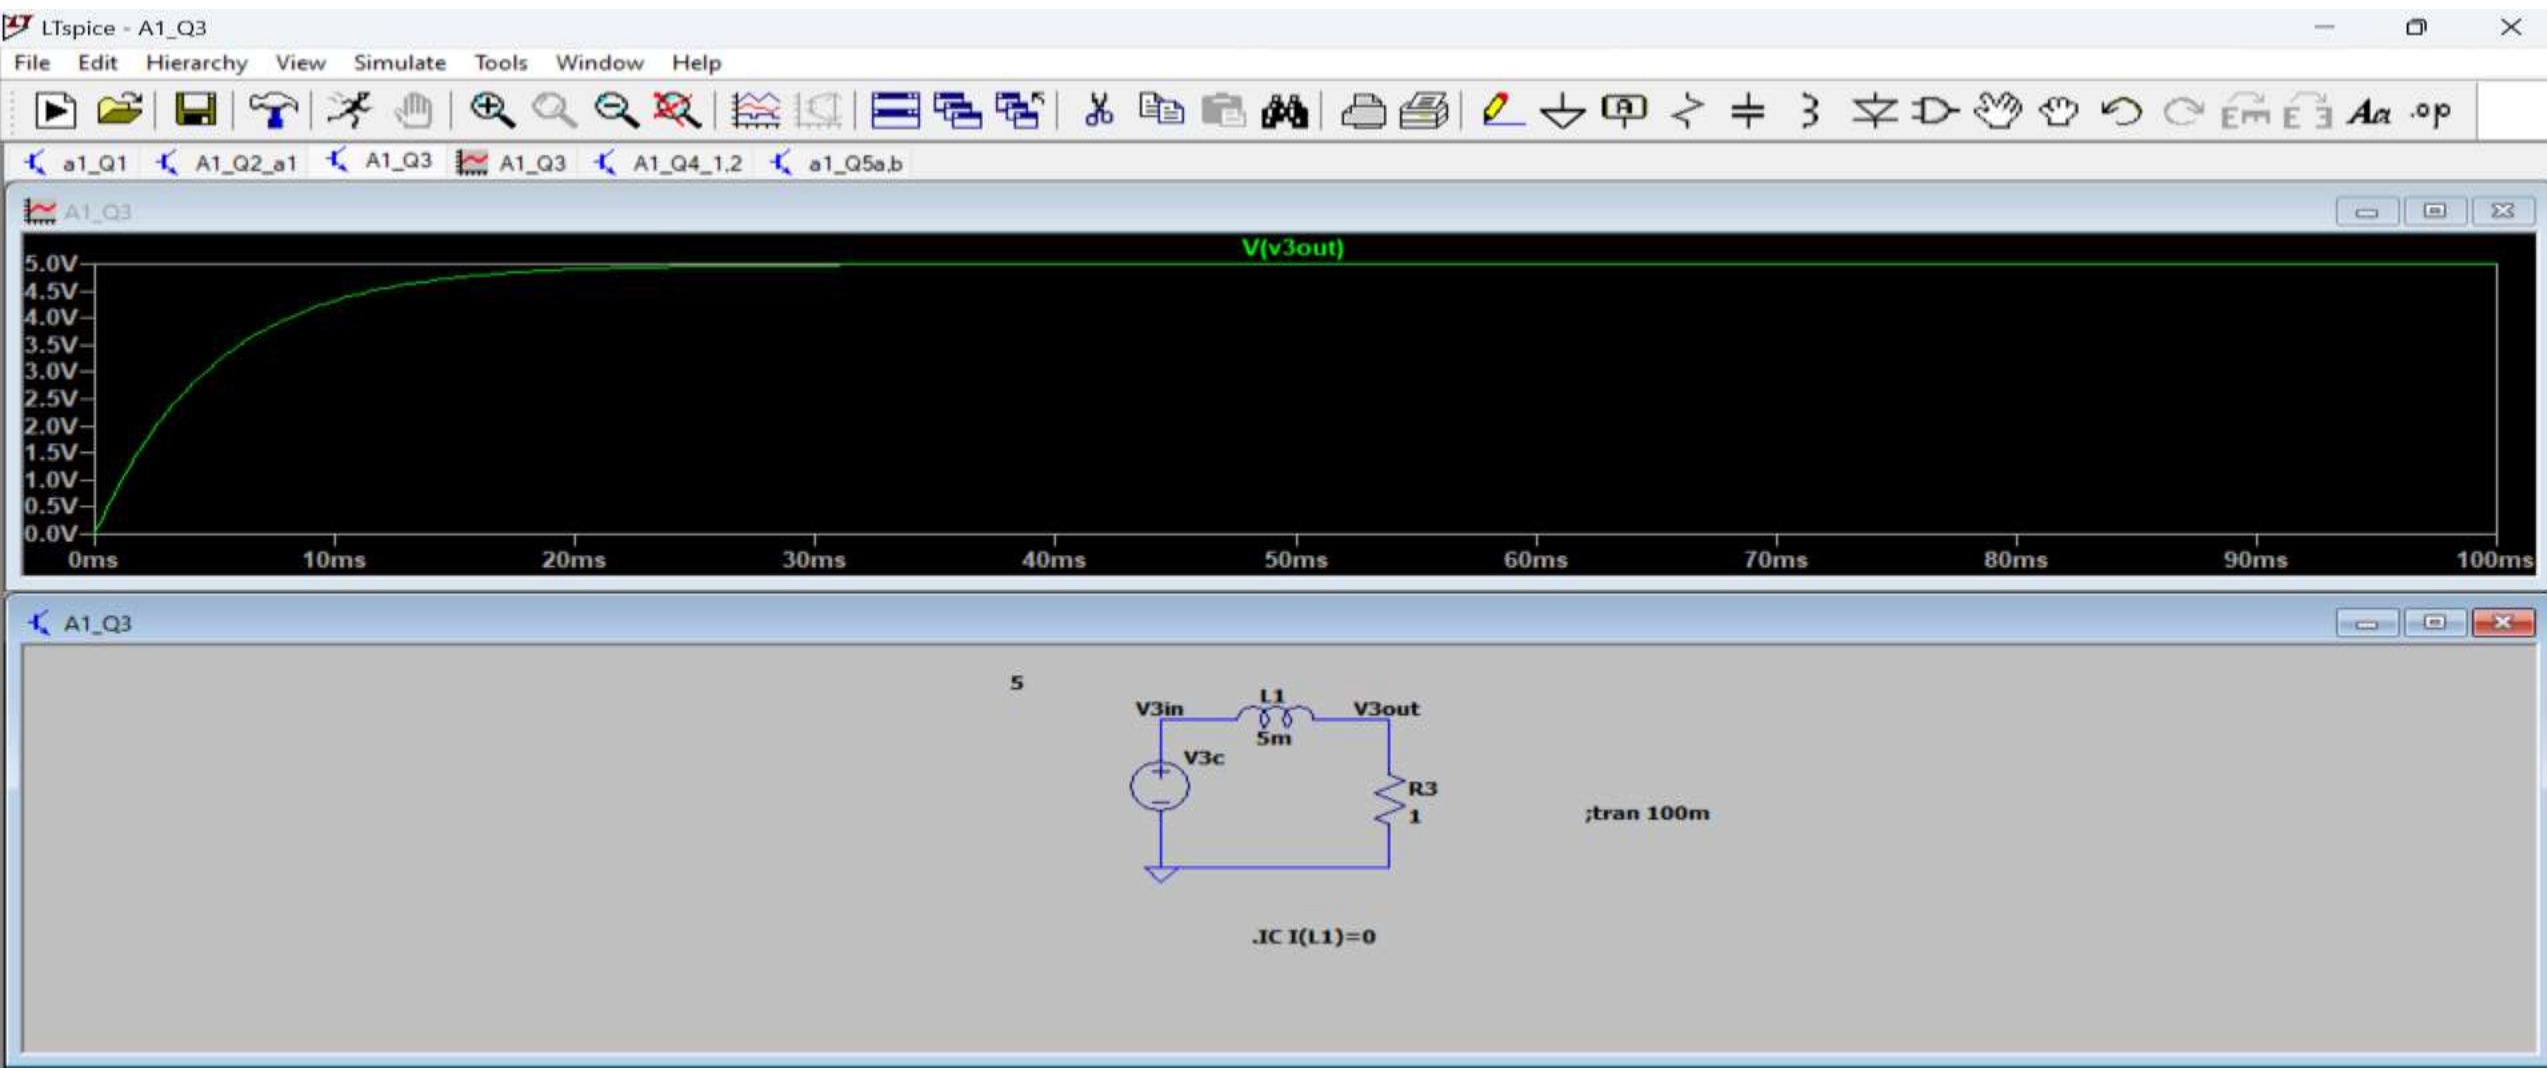 LTspice - A1_Q3
File Edit Hierarchy View Simulate Tools Window Help
A Aa .op
a1_Q1 A1_Q2_a1 A1_Q3 A1_Q3 A1_Q4_1,2 a1_Q5a,b
A1_Q3
V(v3out)
5.0V
4.5V
4.0V
3.5V
3.0V
2.5V
2.0V
1.5V
1.0V
0.5V
0.0V
0ms 10ms 20ms 30ms 40ms 50ms 60ms 70ms 80ms 90ms 100ms
A1_Q3
5
L1
V3in V3out
5m
V3c
R3
1
;tran 100m
.IC I(L1)=0